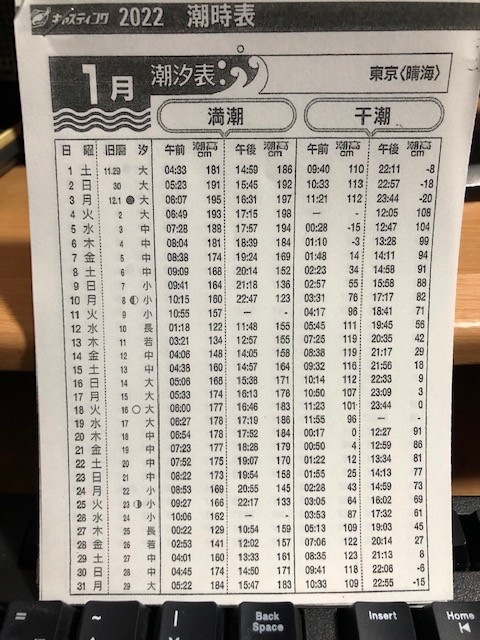 キャスティング 2022 潮時表
1月 潮汐表 東京〈晴海〉
満潮 干潮
日 曜 旧暦 汐 午前 潮高cm 午後 潮高cm 午前 潮高cm 午後 潮高cm
1 土 11.29 大 04:33 181 14:59 186 09:40 110 22:11 -8
2 日 30 大 05:23 191 15:45 192 10:33 113 22:57 -18
3 月 12.1 ● 大 06:07 195 16:31 197 11:21 112 23:44 -20
4 火 2 大 06:49 193 17:15 198 — - 12:05 108
5 水 3 中 07:28 188 17:57 194 00:28 -15 12:47 104
6 木 4 中 08:04 181 18:39 184 01:10 -3 13:28 99
7 金 5 中 08:38 174 19:24 169 01:48 14 14:11 94
8 土 6 中 09:09 168 20:14 152 02:23 34 14:58 91
9 日 7 小 09:41 164 21:18 136 02:57 55 15:58 88
10 月 8 ◐ 小 10:15 160 22:47 123 03:31 76 17:17 82
11 火 9 小 10:55 157 — - 04:17 98 18:41 71
12 水 10 長 01:18 122 11:48 155 05:45 111 19:45 56
13 木 11 若 03:21 134 12:57 155 07:25 119 20:35 42
14 金 12 中 04:06 148 14:05 158 08:38 119 21:17 29
15 土 13 中 04:38 160 14:57 164 09:32 116 21:56 18
16 日 14 大 05:06 168 15:38 171 10:14 112 22:33 9
17 月 15 大 05:33 174 16:13 178 10:50 107 23:09 3
18 火 16 ○ 大 06:00 177 16:46 183 11:23 101 23:44 0
19 水 17 大 06:27 178 17:19 186 11:55 96 — -
20 木 18 中 06:54 178 17:52 184 00:17 0 12:27 91
21 金 19 中 07:23 177 18:28 179 00:50 4 12:59 86
22 土 20 中 07:52 175 19:07 170 01:22 12 13:34 81
23 日 21 中 08:22 173 19:54 158 01:55 25 14:13 77
24 月 22 小 08:53 169 20:55 145 02:28 43 14:59 73
25 火 23 ◑ 小 09:27 166 22:17 133 03:05 64 16:02 69
26 水 24 小 10:06 162 — - 03:53 87 17:32 61
27 木 25 長 00:22 129 10:54 159 05:13 109 19:03 45
28 金 26 若 02:53 141 12:02 157 07:06 122 20:14 27
29 土 27 中 04:01 160 13:33 161 08:35 123 21:13 8
30 日 28 中 04:45 174 14:50 171 09:41 118 22:06 -6
31 月 29 大 05:22 184 15:47 183 10:33 109 22:55 -15
= ~ | Back Space Insert Home